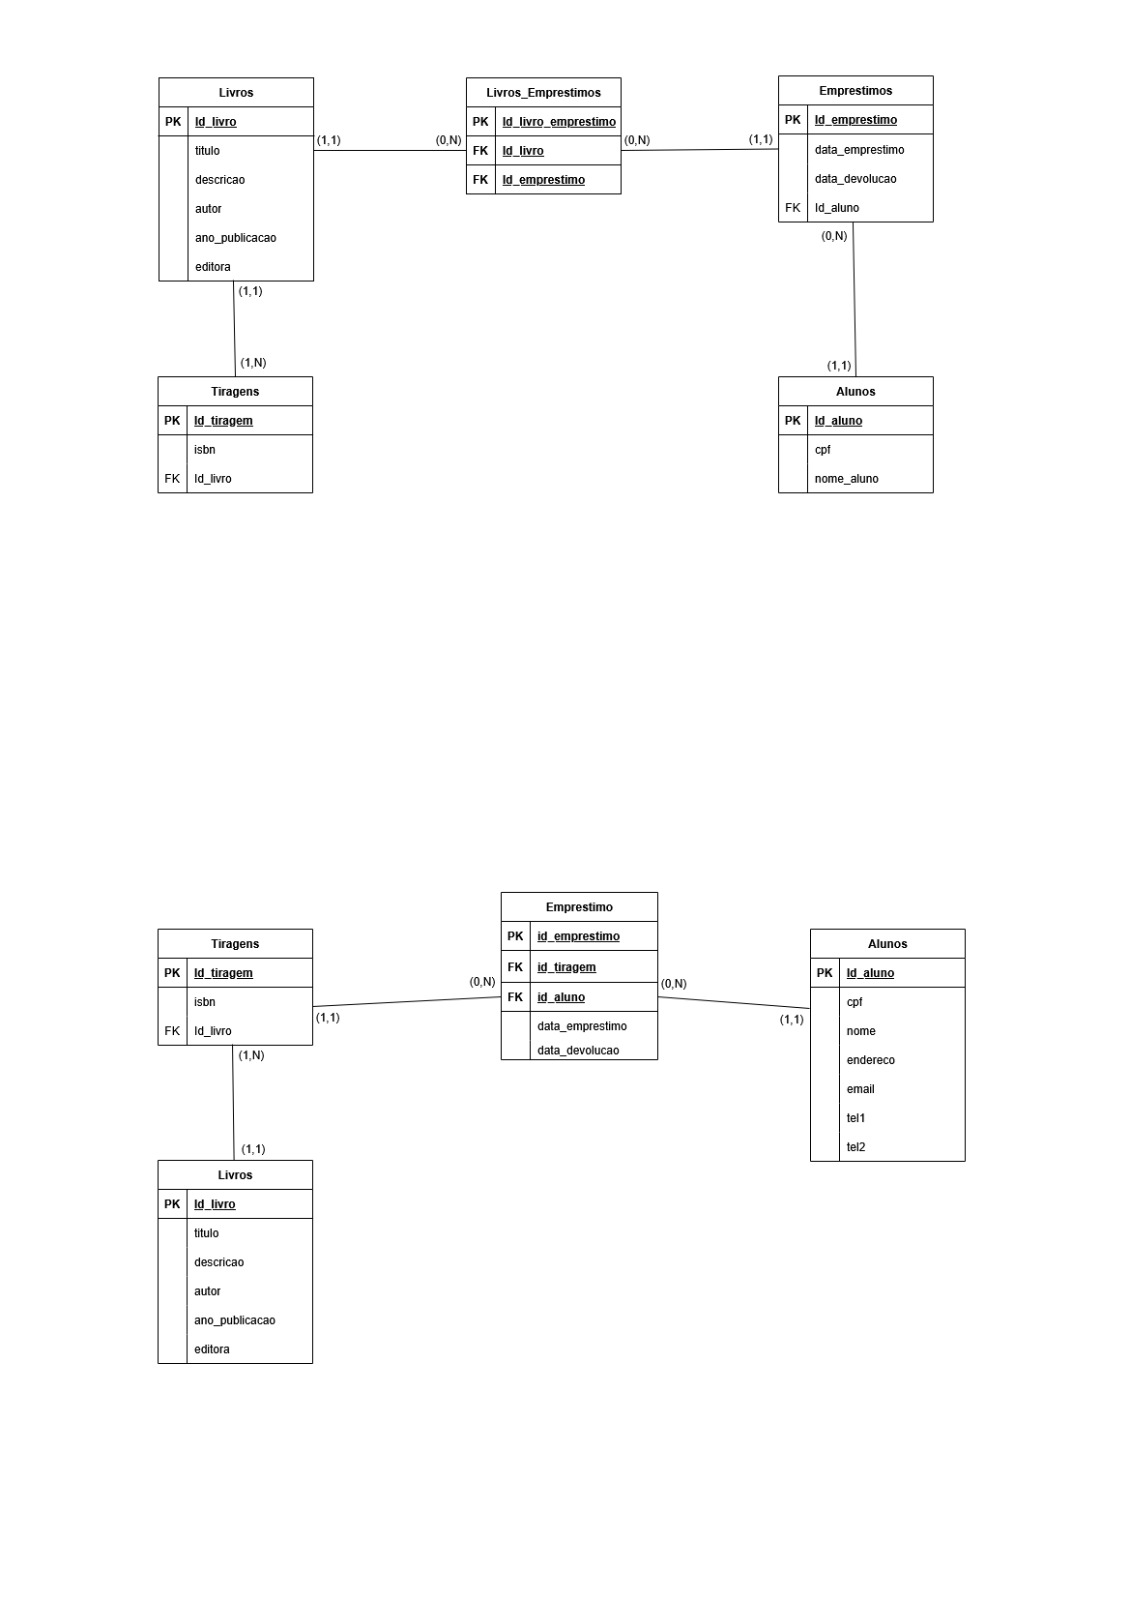 Livros
PK Id_livro
titulo
descricao
autor
ano_publicacao
editora
(1,1)
(0,N)
Livros_Emprestimos
PK Id_livro_emprestimo
FK Id_livro
FK Id_emprestimo
(0,N)
(1,1)
Emprestimos
PK Id_emprestimo
data_emprestimo
data_devolucao
FK Id_aluno
(1,1)
(1,N)
(0,N)
(1,1)
Tiragens
PK Id_tiragem
isbn
FK Id_livro
Alunos
PK Id_aluno
cpf
nome_aluno
Tiragens
PK Id_tiragem
isbn
FK Id_livro
(1,1)
(0,N)
Emprestimo
PK id_emprestimo
FK id_tiragem
FK id_aluno
data_emprestimo
data_devolucao
(0,N)
(1,1)
Alunos
PK Id_aluno
cpf
nome
endereco
email
tel1
tel2
(1,N)
(1,1)
Livros
PK Id_livro
titulo
descricao
autor
ano_publicacao
editora